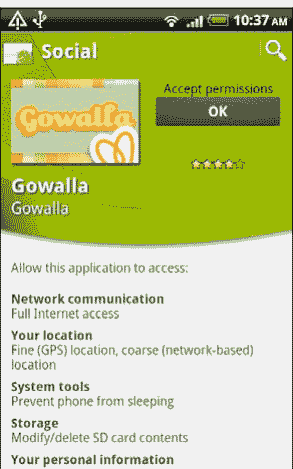 10:37 AM
Social
Gowalla
Accept permissions
OK
Gowalla
Gowalla
Allow this application to access:
Network communication
Full Internet access
Your location
Fine (GPS) location, coarse (network-based)
location
System tools
Prevent phone from sleeping
Storage
Modify/delete SD card contents
Your personal information